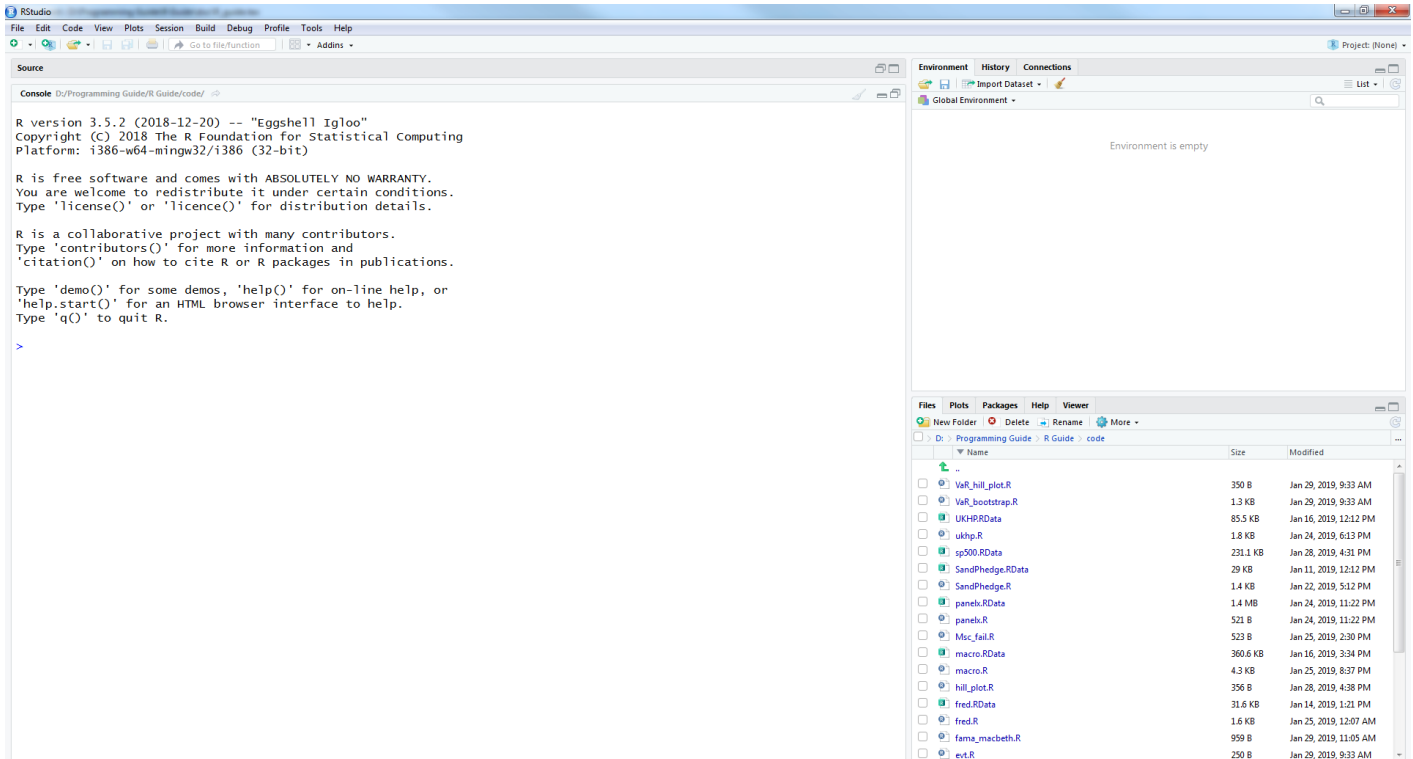 RStudio
File Edit Code View Plots Session Build Debug Profile Tools Help
Go to file/function Addins Project: (None)
Source
Console D:/Programming Guide/R Guide/code/
R version 3.5.2 (2018-12-20) -- "Eggshell Igloo"
Copyright (C) 2018 The R Foundation for Statistical Computing
Platform: i386-w64-mingw32/i386 (32-bit)
R is free software and comes with ABSOLUTELY NO WARRANTY.
You are welcome to redistribute it under certain conditions.
Type 'license()' or 'licence()' for distribution details.
R is a collaborative project with many contributors.
Type 'contributors()' for more information and
'citation()' on how to cite R or R packages in publications.
Type 'demo()' for some demos, 'help()' for on-line help, or
'help.start()' for an HTML browser interface to help.
Type 'q()' to quit R.
>
Environment History Connections
Import Dataset List
Global Environment
Environment is empty
Files Plots Packages Help Viewer
New Folder Delete Rename More
D: > Programming Guide > R Guide > code ...
Name Size Modified
..
VaR_hill_plot.R 350 B Jan 29, 2019, 9:33 AM
VaR_bootstrap.R 1.3 KB Jan 29, 2019, 9:33 AM
UKHP.RData 85.5 KB Jan 16, 2019, 12:12 PM
ukhp.R 1.8 KB Jan 24, 2019, 6:13 PM
sp500.RData 231.1 KB Jan 28, 2019, 4:31 PM
SandPhedge.RData 29 KB Jan 11, 2019, 12:12 PM
SandPhedge.R 1.4 KB Jan 22, 2019, 5:12 PM
panelx.RData 1.4 MB Jan 24, 2019, 11:22 PM
panelx.R 521 B Jan 24, 2019, 11:22 PM
Msc_fail.R 523 B Jan 25, 2019, 2:30 PM
macro.RData 360.6 KB Jan 16, 2019, 3:34 PM
macro.R 4.3 KB Jan 25, 2019, 8:37 PM
hill_plot.R 356 B Jan 28, 2019, 4:38 PM
fred.RData 31.6 KB Jan 14, 2019, 1:21 PM
fred.R 1.6 KB Jan 25, 2019, 12:07 AM
fama_macbeth.R 959 B Jan 29, 2019, 11:05 AM
evt.R 250 B Jan 29, 2019, 9:33 AM